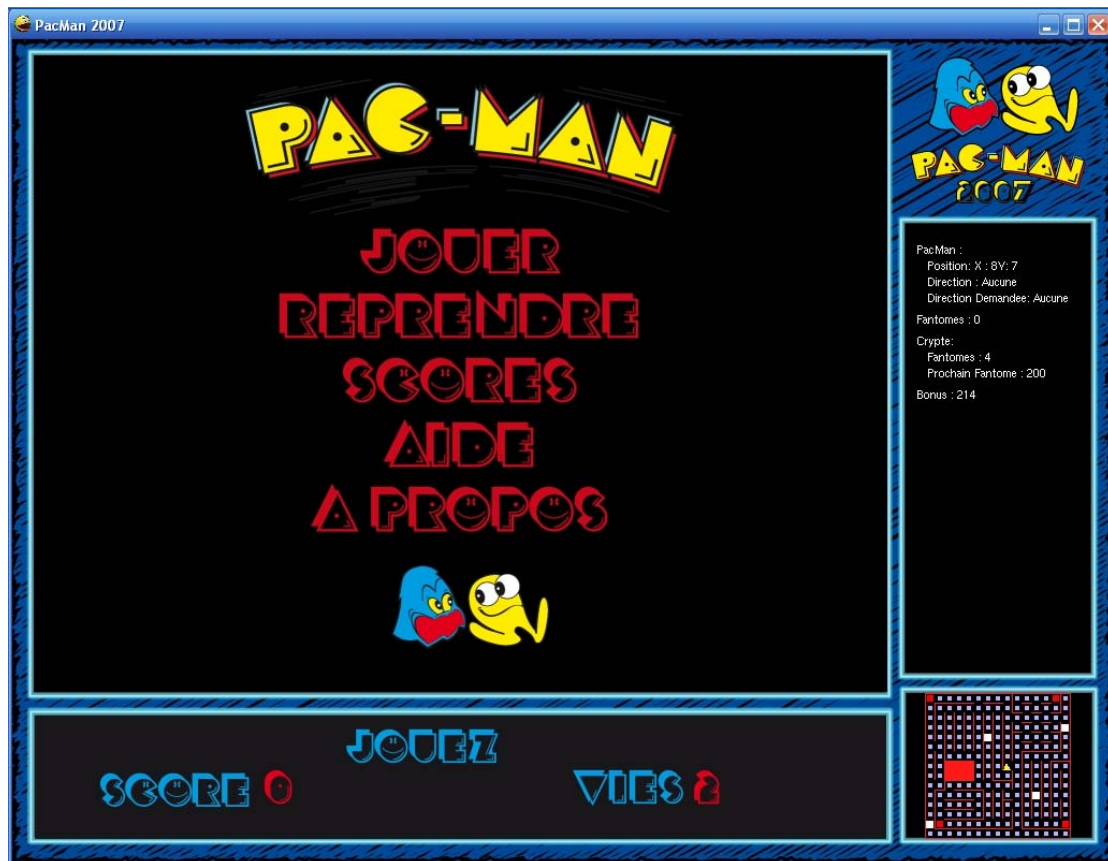 PacMan 2007
PAC-MAN
JOUER
REPRENDRE
SCORES
AIDE
A PROPOS
JOUEZ
SCORE 0
VIES 2
PAC-MAN
2007
PacMan :
Position: X : 8Y: 7
Direction : Aucune
Direction Demandee: Aucune
Fantomes : 0
Crypte:
Fantomes : 4
Prochain Fantome : 200
Bonus : 214